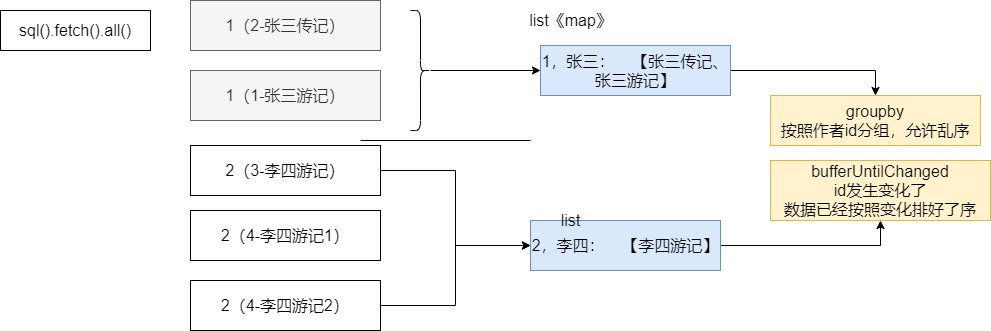 sql().fetch().all()
1（2-张三传记）
1（1-张三游记）
list《map》
1，张三： 【张三传记、
张三游记】
groupby
按照作者id分组，允许乱序
2（3-李四游记）
2（4-李四游记1）
2（4-李四游记2）
list
2，李四： 【李四游记】
bufferUntilChanged
id发生变化了
数据已经按照变化排好了序